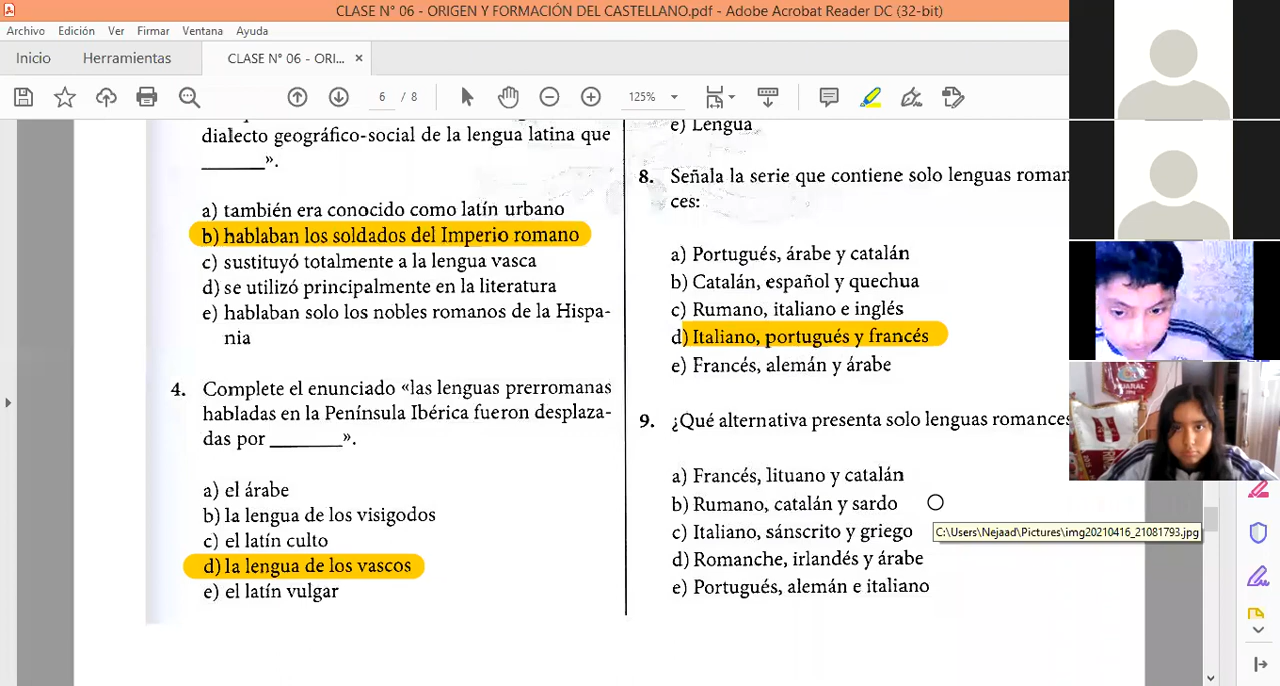 CLASE N° 06 - ORIGEN Y FORMACIÓN DEL CASTELLANO.pdf - Adobe Acrobat Reader DC (32-bit)
Archivo Edición Ver Firmar Ventana Ayuda
Inicio Herramientas CLASE N° 06 - ORI... ×
6 / 8 125%
dialecto geográfico-social de la lengua latina que
______».
a) también era conocido como latín urbano
b) hablaban los soldados del Imperio romano
c) sustituyó totalmente a la lengua vasca
d) se utilizó principalmente en la literatura
e) hablaban solo los nobles romanos de la Hispa-
nia
4. Complete el enunciado «las lenguas prerromanas
habladas en la Península Ibérica fueron desplaza-
das por _______».
a) el árabe
b) la lengua de los visigodos
c) el latín culto
d) la lengua de los vascos
e) el latín vulgar
e) Lengua
8. Señala la serie que contiene solo lenguas roman
ces:
a) Portugués, árabe y catalán
b) Catalán, español y quechua
c) Rumano, italiano e inglés
d) Italiano, portugués y francés
e) Francés, alemán y árabe
9. ¿Qué alternativa presenta solo lenguas romances
a) Francés, lituano y catalán
b) Rumano, catalán y sardo
c) Italiano, sánscrito y griego
d) Romanche, irlandés y árabe
e) Portugués, alemán e italiano
C:\Users\Nejaad\Pictures\img20210416_21081793.jpg
HUARAL